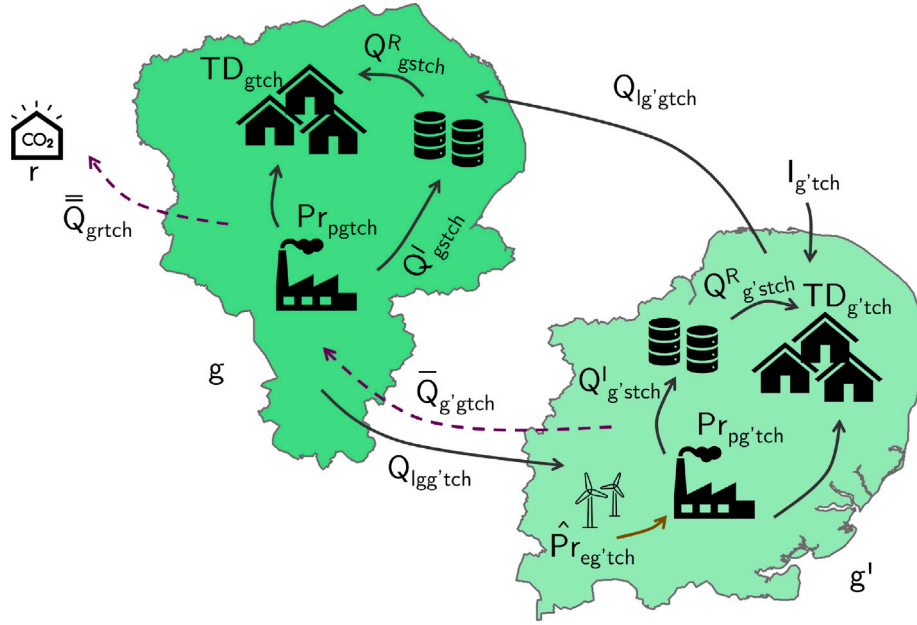 Q^R_gstch
TD_gtch
Q_lg'gtch
CO₂
r
I_g'tch
Pr_pgtch
Q̿_grtch
Q^I_gstch
Q^R_g'stch
TD_g'tch
g
Q̄_g'gtch
Q^I_g'stch
Pr_pg'tch
Q_lgg'tch
P̂r_eg'tch
g'